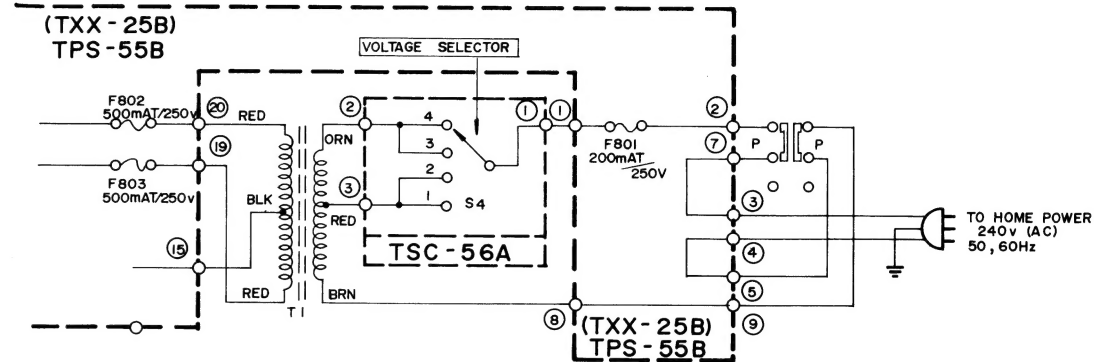 (TXX-25B)
TPS-55B
VOLTAGE SELECTOR
F802
500mAT/250v
20
RED
2
ORN
4
3
2
1
S4
1
1
F801
200mAT/250V
2
7
P
P
19
F803
500mAT/250v
BLK
3
RED
3
TO HOME POWER
240v (AC)
50,60Hz
15
TSC-56A
4
RED
T1
BRN
5
8
(TXX-25B)
TPS-55B
9